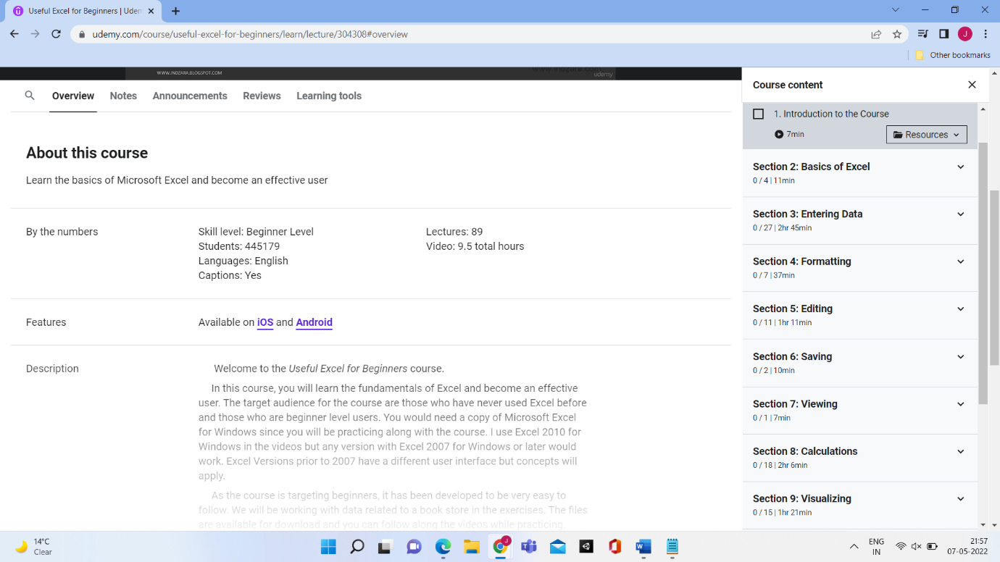 Useful Excel for Beginners | Udem
udemy.com/course/useful-excel-for-beginners/learn/lecture/304308#overview
J
Other bookmarks
WWW.INDZARA.BLOGSPOT.COM
www.indzara.com
udemy
Overview
Notes
Announcements
Reviews
Learning tools
About this course
Learn the basics of Microsoft Excel and become an effective user
By the numbers
Skill level: Beginner Level
Students: 445179
Languages: English
Captions: Yes
Lectures: 89
Video: 9.5 total hours
Features
Available on iOS and Android
Description
Welcome to the Useful Excel for Beginners course.
In this course, you will learn the fundamentals of Excel and become an effective
user. The target audience for the course are those who have never used Excel before
and those who are beginner level users. You would need a copy of Microsoft Excel
for Windows since you will be practicing along with the course. I use Excel 2010 for
Windows in the videos but any version with Excel 2007 for Windows or later would
work. Excel Versions prior to 2007 have a different user interface but concepts will
apply.
As the course is targeting beginners, it has been developed to be very easy to
follow. We will be working with data related to a book store in the exercises. The files
are available for download and you can follow along the videos while practicing.
Course content
1. Introduction to the Course
7min
Resources
Section 2: Basics of Excel
0 / 4 | 11min
Section 3: Entering Data
0 / 27 | 2hr 45min
Section 4: Formatting
0 / 7 | 37min
Section 5: Editing
0 / 11 | 1hr 11min
Section 6: Saving
0 / 2 | 10min
Section 7: Viewing
0 / 1 | 7min
Section 8: Calculations
0 / 18 | 2hr 6min
Section 9: Visualizing
0 / 15 | 1hr 21min
14°C
Clear
J
ENG
IN
21:57
07-05-2022